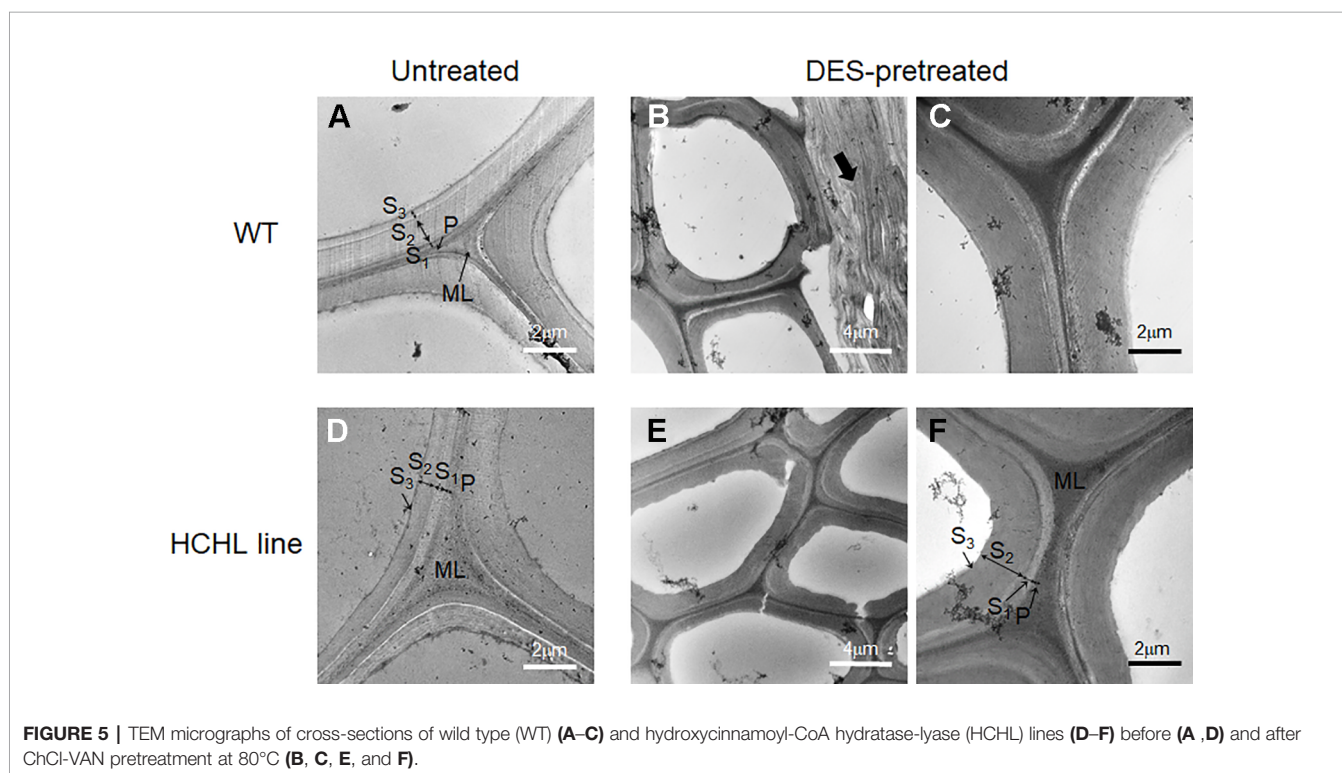 Untreated
DES-pretreated
WT
A
S3
S2
S1
P
ML
2μm
B
4μm
C
2μm
HCHL line
D
S2
S1
P
S3
ML
2μm
E
4μm
F
ML
S3
S2
S1
P
2μm
FIGURE 5 | TEM micrographs of cross-sections of wild type (WT) (A–C) and hydroxycinnamoyl-CoA hydratase-lyase (HCHL) lines (D–F) before (A ,D) and after
ChCl-VAN pretreatment at 80°C (B, C, E, and F).